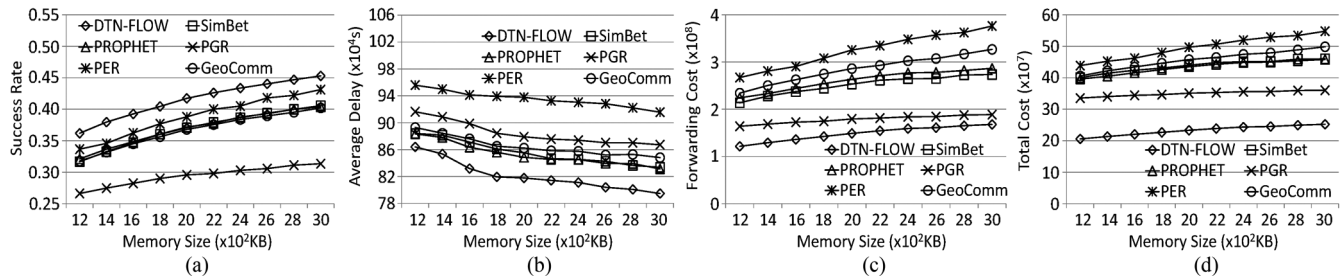 0.55
0.50
0.45
0.40
0.35
0.30
0.25
Success Rate
DTN-FLOW SimBet
PROPHET PGR
PER GeoComm
12 14 16 18 20 22 24 26 28 30
Memory Size (x10²KB)
(a)
106
102
98
94
90
86
82
78
Average Delay (x10⁴s)
DTN-FLOW SimBet
PROPHET PGR
PER GeoComm
12 14 16 18 20 22 24 26 28 30
Memory Size (x10²KB)
(b)
4
3
2
1
0
Forwarding Cost (x10⁸)
DTN-FLOW SimBet
PROPHET PGR
PER GeoComm
12 14 16 18 20 22 24 26 28 30
Memory Size (x10²KB)
(c)
60
50
40
30
20
10
0
Total Cost (x10⁷)
DTN-FLOW SimBet
PROPHET PGR
PER GeoComm
12 14 16 18 20 22 24 26 28 30
Memory Size (x10²KB)
(d)